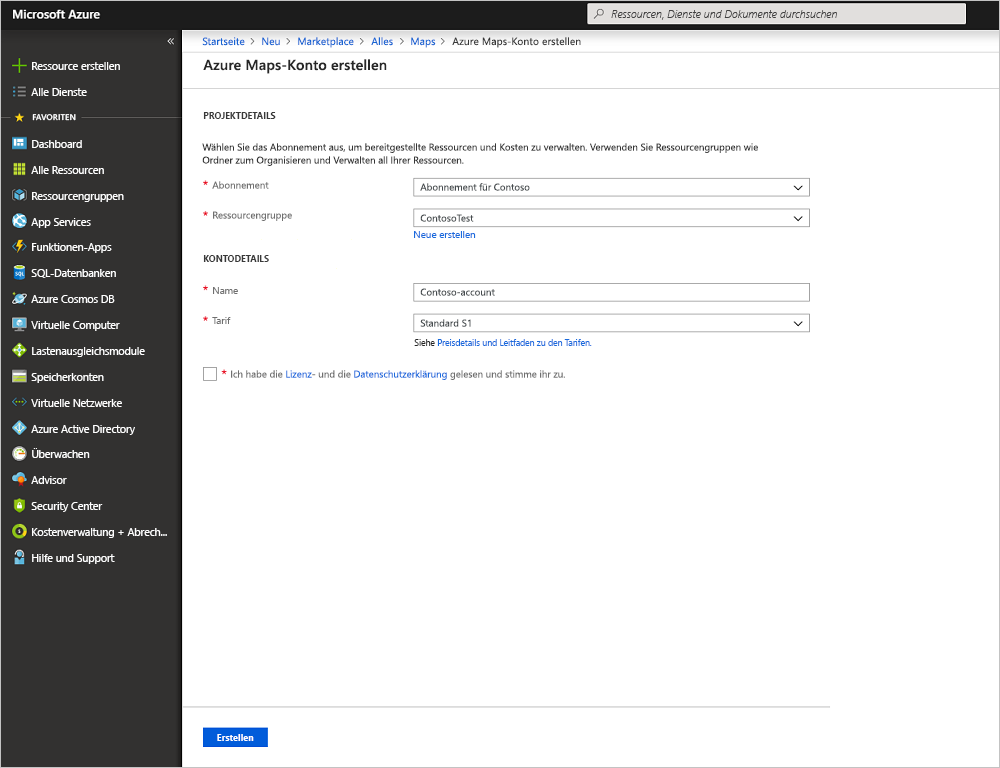 Microsoft Azure
Ressourcen, Dienste und Dokumente durchsuchen
«
Ressource erstellen
Alle Dienste
FAVORITEN
Dashboard
Alle Ressourcen
Ressourcengruppen
App Services
Funktionen-Apps
SQL-Datenbanken
Azure Cosmos DB
Virtuelle Computer
Lastenausgleichsmodule
Speicherkonten
Virtuelle Netzwerke
Azure Active Directory
Überwachen
Advisor
Security Center
Kostenverwaltung + Abrech...
Hilfe und Support
Startseite > Neu > Marketplace > Alles > Maps > Azure Maps-Konto erstellen
Azure Maps-Konto erstellen
PROJEKTDETAILS
Wählen Sie das Abonnement aus, um bereitgestellte Ressourcen und Kosten zu verwalten. Verwenden Sie Ressourcengruppen wie
Ordner zum Organisieren und Verwalten all Ihrer Ressourcen.
* Abonnement
Abonnement für Contoso
* Ressourcengruppe
ContosoTest
Neue erstellen
KONTODETAILS
* Name
Contoso-account
* Tarif
Standard S1
Siehe Preisdetails und Leitfaden zu den Tarifen.
* Ich habe die Lizenz- und die Datenschutzerklärung gelesen und stimme ihr zu.
Erstellen